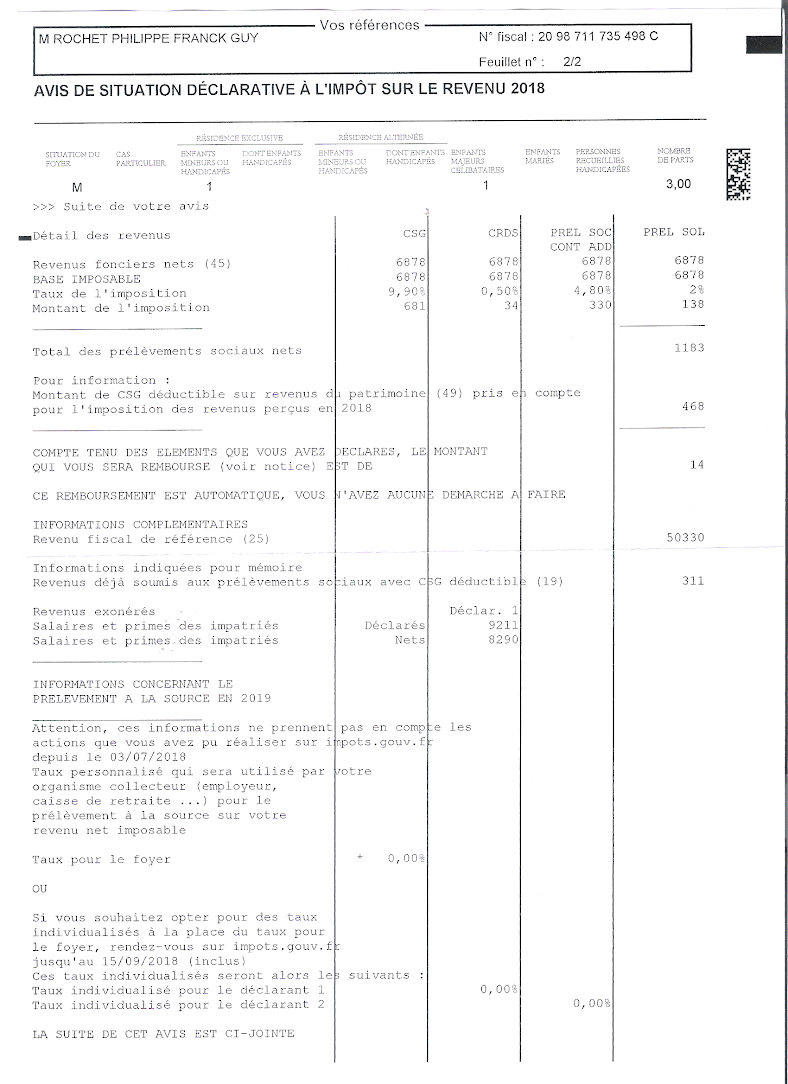 Vos références
M ROCHET PHILIPPE FRANCK GUY
N° fiscal : 20 98 711 735 498 C
Feuillet n° : 2/2
AVIS DE SITUATION DÉCLARATIVE À L'IMPÔT SUR LE REVENU 2018
RÉSIDENCE EXCLUSIVE RÉSIDENCE ALTERNÉE
SITUATION DU FOYER CAS PARTICULIER ENFANTS MINEURS OU HANDICAPÉS DONT ENFANTS HANDICAPÉS ENFANTS MINEURS OU HANDICAPÉS DONT ENFANTS HANDICAPÉS ENFANTS MAJEURS CÉLIBATAIRES ENFANTS MARIÉS PERSONNES RECUEILLIES HANDICAPÉES NOMBRE DE PARTS
M 1 1 3,00
>>> Suite de votre avis
Détail des revenus CSG CRDS PREL SOC PREL SOL
CONT ADD
Revenus fonciers nets (45) 6878 6878 6878 6878
BASE IMPOSABLE 6878 6878 6878 6878
Taux de l'imposition 9,90% 0,50% 4,80% 2%
Montant de l'imposition 681 34 330 138
Total des prélèvements sociaux nets 1183
Pour information :
Montant de CSG déductible sur revenus du patrimoine (49) pris en compte
pour l'imposition des revenus perçus en 2018 468
COMPTE TENU DES ELEMENTS QUE VOUS AVEZ DECLARES, LE MONTANT
QUI VOUS SERA REMBOURSE (voir notice) EST DE 14
CE REMBOURSEMENT EST AUTOMATIQUE, VOUS N'AVEZ AUCUNE DEMARCHE A FAIRE
INFORMATIONS COMPLEMENTAIRES
Revenu fiscal de référence (25) 50330
Informations indiquées pour mémoire
Revenus déjà soumis aux prélèvements sociaux avec CSG déductible (19) 311
Revenus exonérés Déclar. 1
Salaires et primes des impatriés Déclarés 9211
Salaires et primes des impatriés Nets 8290
INFORMATIONS CONCERNANT LE
PRELEVEMENT A LA SOURCE EN 2019
Attention, ces informations ne prennent pas en compte les
actions que vous avez pu réaliser sur impots.gouv.fr
depuis le 03/07/2018
Taux personnalisé qui sera utilisé par votre
organisme collecteur (employeur,
caisse de retraite ...) pour le
prélèvement à la source sur votre
revenu net imposable
Taux pour le foyer + 0,00%
OU
Si vous souhaitez opter pour des taux
individualisés à la place du taux pour
le foyer, rendez-vous sur impots.gouv.fr
jusqu'au 15/09/2018 (inclus)
Ces taux individualisés seront alors les suivants :
Taux individualisé pour le déclarant 1 0,00%
Taux individualisé pour le déclarant 2 0,00%
LA SUITE DE CET AVIS EST CI-JOINTE